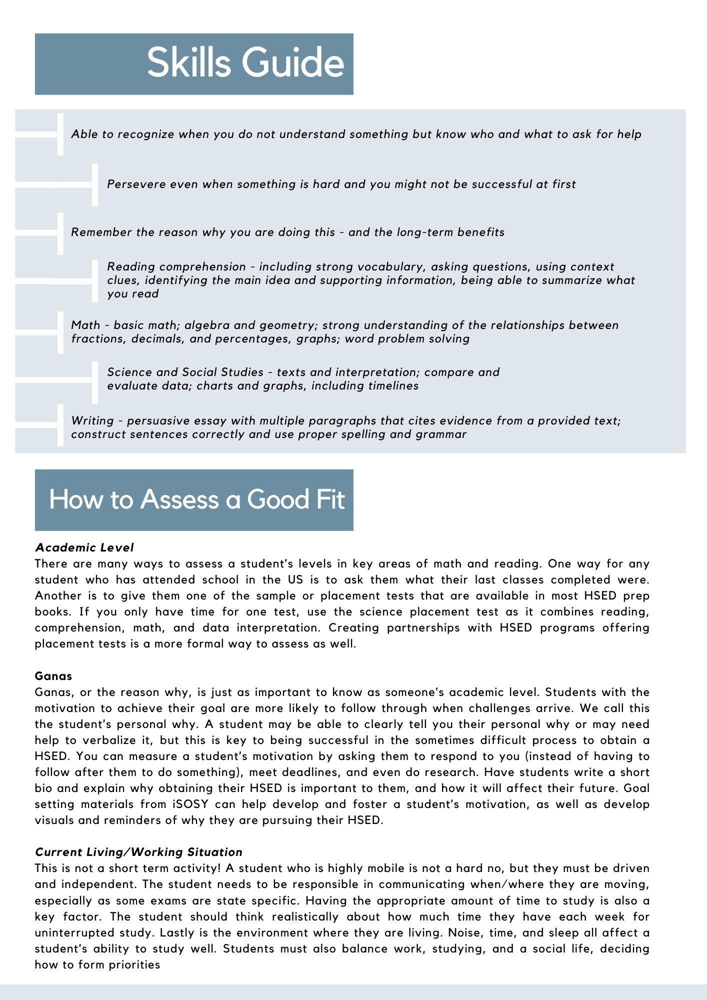 Skills Guide
Able to recognize when you do not understand something but know who and what to ask for help
Persevere even when something is hard and you might not be successful at first
Remember the reason why you are doing this - and the long-term benefits
Reading comprehension - including strong vocabulary, asking questions, using context
clues, identifying the main idea and supporting information, being able to summarize what
you read
Math - basic math; algebra and geometry; strong understanding of the relationships between
fractions, decimals, and percentages, graphs; word problem solving
Science and Social Studies - texts and interpretation; compare and
evaluate data; charts and graphs, including timelines
Writing - persuasive essay with multiple paragraphs that cites evidence from a provided text;
construct sentences correctly and use proper spelling and grammar
How to Assess a Good Fit
Academic Level
There are many ways to assess a student's levels in key areas of math and reading. One way for any
student who has attended school in the US is to ask them what their last classes completed were.
Another is to give them one of the sample or placement tests that are available in most HSED prep
books. If you only have time for one test, use the science placement test as it combines reading,
comprehension, math, and data interpretation. Creating partnerships with HSED programs offering
placement tests is a more formal way to assess as well.
Ganas
Ganas, or the reason why, is just as important to know as someone's academic level. Students with the
motivation to achieve their goal are more likely to follow through when challenges arrive. We call this
the student's personal why. A student may be able to clearly tell you their personal why or may need
help to verbalize it, but this is key to being successful in the sometimes difficult process to obtain a
HSED. You can measure a student's motivation by asking them to respond to you (instead of having to
follow after them to do something), meet deadlines, and even do research. Have students write a short
bio and explain why obtaining their HSED is important to them, and how it will affect their future. Goal
setting materials from iSOSY can help develop and foster a student's motivation, as well as develop
visuals and reminders of why they are pursuing their HSED.
Current Living/Working Situation
This is not a short term activity! A student who is highly mobile is not a hard no, but they must be driven
and independent. The student needs to be responsible in communicating when/where they are moving,
especially as some exams are state specific. Having the appropriate amount of time to study is also a
key factor. The student should think realistically about how much time they have each week for
uninterrupted study. Lastly is the environment where they are living. Noise, time, and sleep all affect a
student's ability to study well. Students must also balance work, studying, and a social life, deciding
how to form priorities